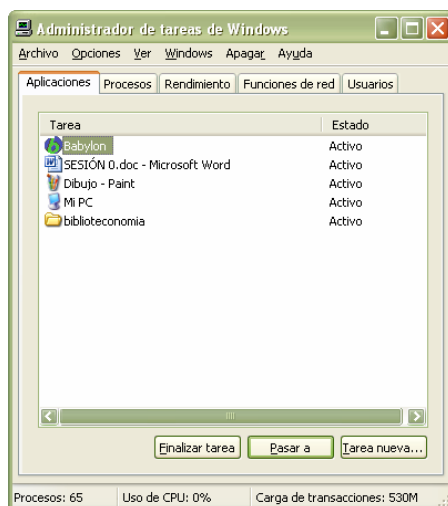 Administrador de tareas de Windows
Archivo Opciones Ver Windows Apagar Ayuda
Aplicaciones Procesos Rendimiento Funciones de red Usuarios
Tarea Estado
Babylon Activo
SESIÓN 0.doc - Microsoft Word Activo
Dibujo - Paint Activo
Mi PC Activo
biblioteconomia Activo
Finalizar tarea Pasar a Tarea nueva...
Procesos: 65 Uso de CPU: 0% Carga de transacciones: 530M